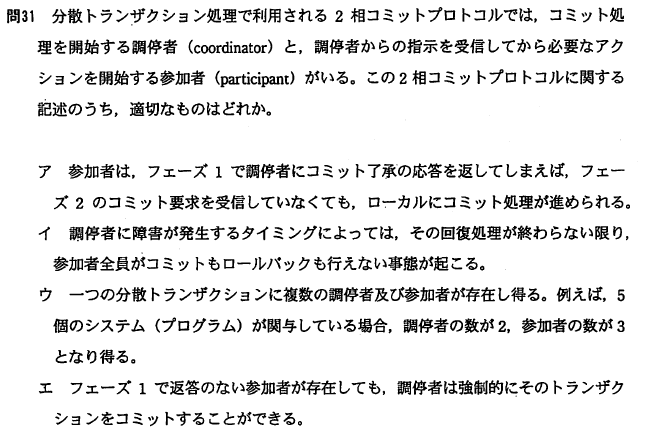 問31 分散トランザクション処理で利用される 2 相コミットプロトコルでは，コミット処
理を開始する調停者（coordinator）と，調停者からの指示を受信してから必要なアク
ションを開始する参加者（participant）がいる。この 2 相コミットプロトコルに関する
記述のうち，適切なものはどれか。
ア 参加者は，フェーズ 1 で調停者にコミット了承の応答を返してしまえば，フェー
ズ 2 のコミット要求を受信していなくても，ローカルにコミット処理が進められる。
イ 調停者に障害が発生するタイミングによっては，その回復処理が終わらない限り，
参加者全員がコミットもロールバックも行えない事態が起こる。
ウ 一つの分散トランザクションに複数の調停者及び参加者が存在し得る。例えば，5
個のシステム（プログラム）が関与している場合，調停者の数が 2，参加者の数が 3
となり得る。
エ フェーズ 1 で返答のない参加者が存在しても，調停者は強制的にそのトランザク
ションをコミットすることができる。